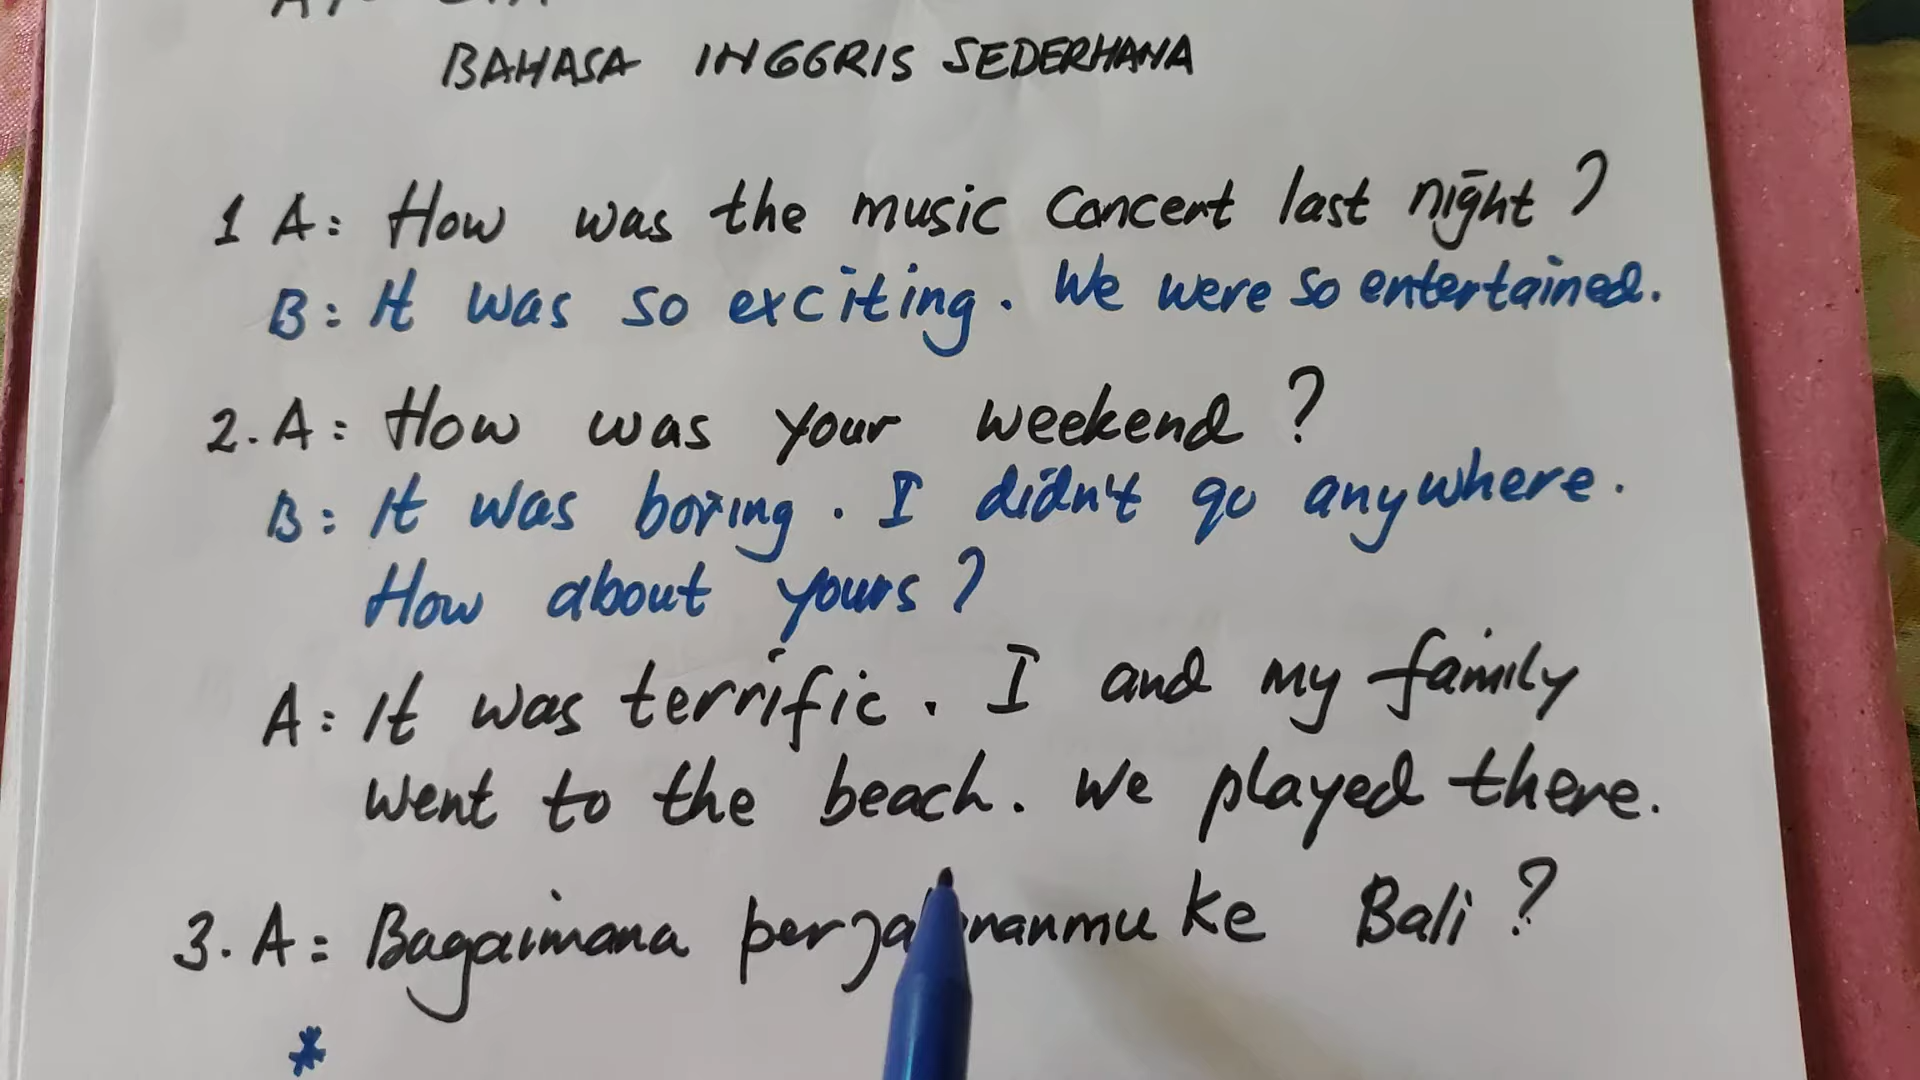 BAHASA INGGRIS SEDERHANA
1 A: How was the music concert last night?
B: It was so exciting. We were so entertained.
2. A: How was your weekend?
B: It was boring. I didn't go anywhere.
How about yours?
A: It was terrific. I and my family
went to the beach. We played there.
3. A: Bagaimana ke Bali?
*